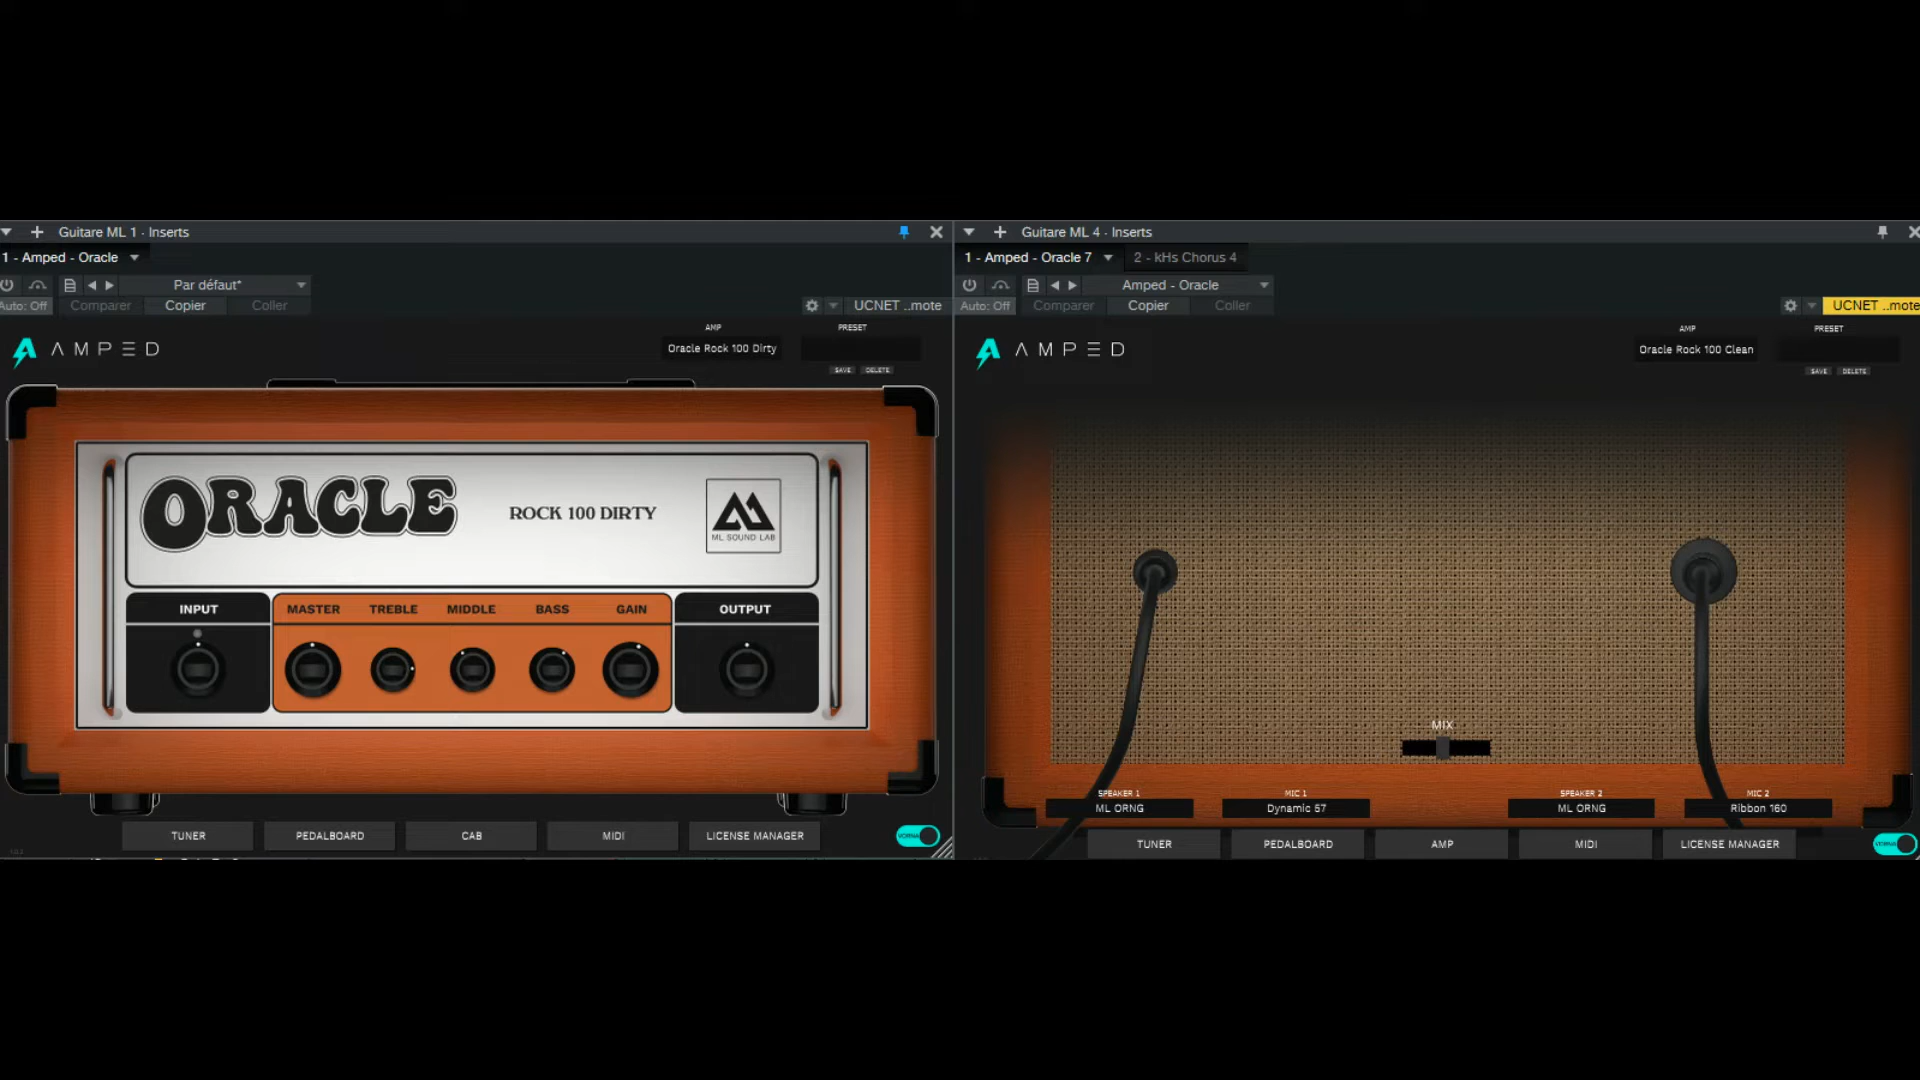 Guitare ML 1 - Inserts
1 - Amped - Oracle
Par défaut*
Auto: Off Comparer Copier Coller
UCNET ..mote
AMPED
AMP
Oracle Rock 100 Dirty
PRESET
SAVE DELETE
ORACLE
ROCK 100 DIRTY
ML SOUND LAB
INPUT MASTER TREBLE MIDDLE BASS GAIN OUTPUT
TUNER PEDALBOARD CAB MIDI LICENSE MANAGER
Guitare ML 4 - Inserts
1 - Amped - Oracle 7 2 - kHs Chorus 4
Amped - Oracle
Auto: Off Comparer Copier Coller
UCNET ..mote
AMPED
AMP
Oracle Rock 100 Clean
PRESET
SAVE DELETE
MIX
SPEAKER 1 MIC 1 SPEAKER 2 MIC 2
ML ORNG Dynamic 57 ML ORNG Ribbon 160
TUNER PEDALBOARD AMP MIDI LICENSE MANAGER